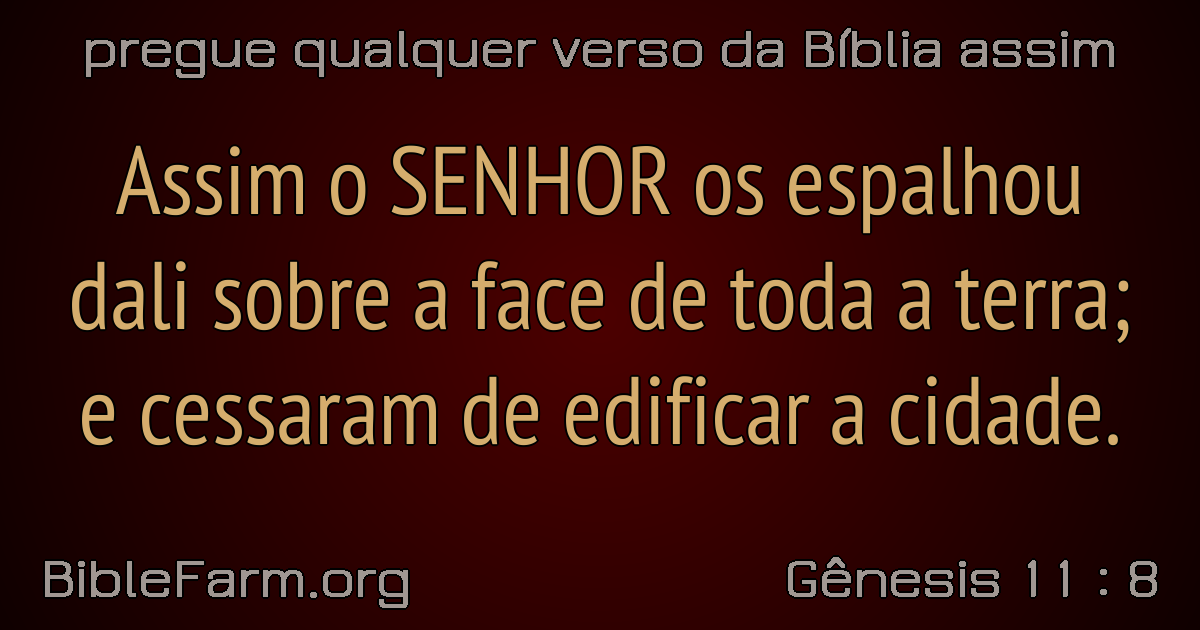 pregue qualquer verso da Bíblia assim
Assim o SENHOR os espalhou
dali sobre a face de toda a terra;
e cessaram de edificar a cidade.
BibleFarm.org
Gênesis 11 : 8